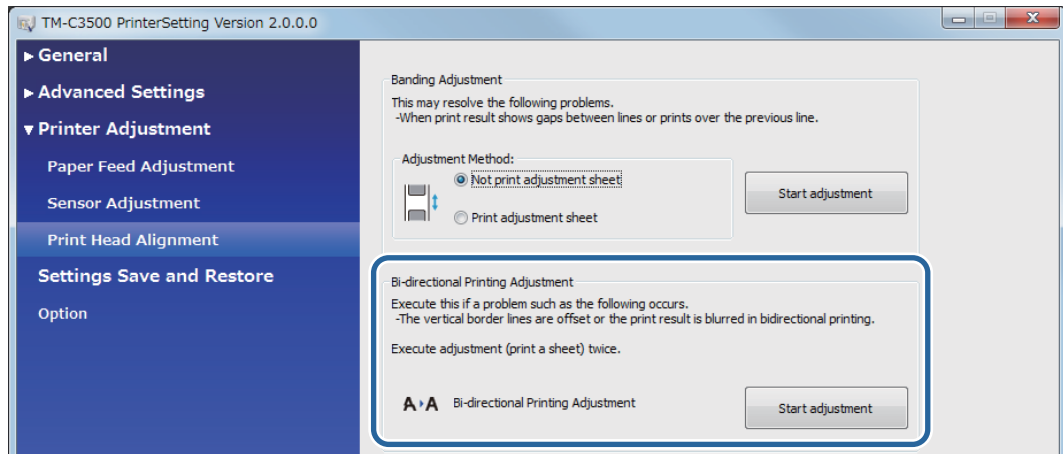 TM-C3500 PrinterSetting Version 2.0.0.0
General
Advanced Settings
Printer Adjustment
Paper Feed Adjustment
Sensor Adjustment
Print Head Alignment
Settings Save and Restore
Option
Banding Adjustment
This may resolve the following problems.
-When print result shows gaps between lines or prints over the previous line.
Adjustment Method:
Not print adjustment sheet
Print adjustment sheet
Start adjustment
Bi-directional Printing Adjustment
Execute this if a problem such as the following occurs.
-The vertical border lines are offset or the print result is blurred in bidirectional printing.
Execute adjustment (print a sheet) twice.
A A Bi-directional Printing Adjustment
Start adjustment